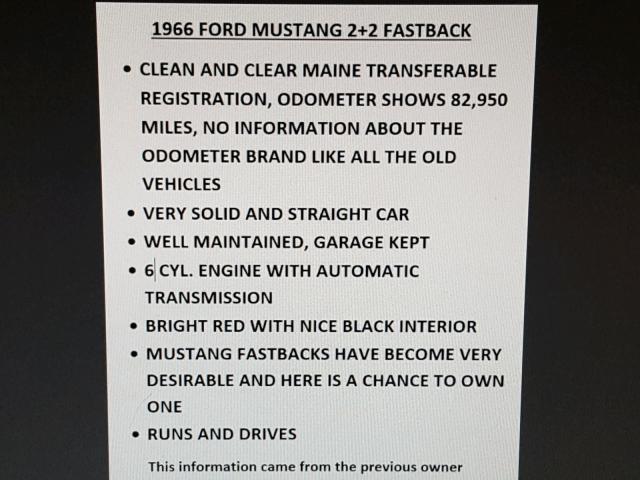 1966 FORD MUSTANG 2+2 FASTBACK
• CLEAN AND CLEAR MAINE TRANSFERABLE
REGISTRATION, ODOMETER SHOWS 82,950
MILES, NO INFORMATION ABOUT THE
ODOMETER BRAND LIKE ALL THE OLD
VEHICLES
• VERY SOLID AND STRAIGHT CAR
• WELL MAINTAINED, GARAGE KEPT
• 6 CYL. ENGINE WITH AUTOMATIC
TRANSMISSION
• BRIGHT RED WITH NICE BLACK INTERIOR
• MUSTANG FASTBACKS HAVE BECOME VERY
DESIRABLE AND HERE IS A CHANCE TO OWN
ONE
• RUNS AND DRIVES
This information came from the previous owner